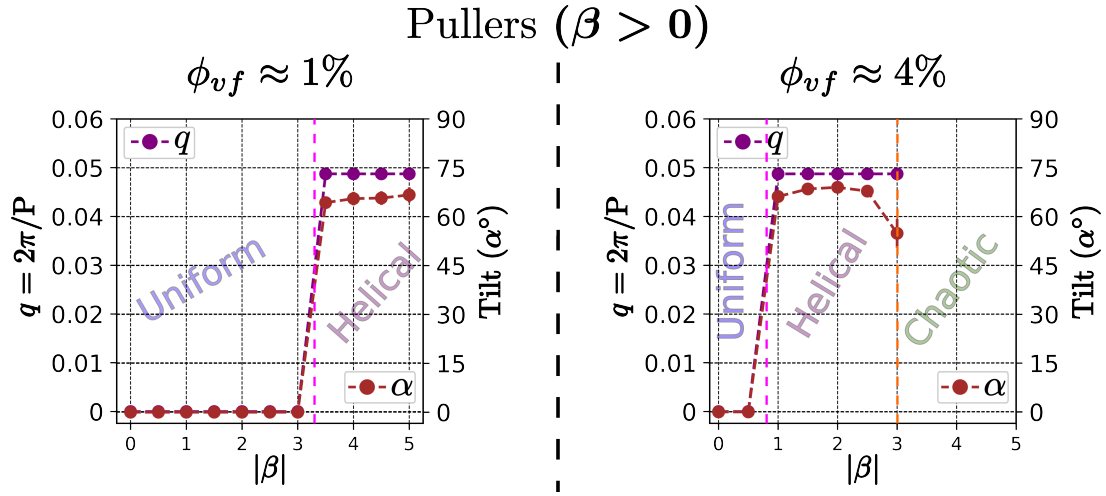 Pullers (β > 0)
ϕvf ≈ 1%
q
0.06
0.05
0.04
0.03
0.02
0.01
0
q = 2π/P
Uniform
Helical
α
90
75
60
45
30
15
0
Tilt (α°)
0 1 2 3 4 5
|β|
ϕvf ≈ 4%
q
0.06
0.05
0.04
0.03
0.02
0.01
0
q = 2π/P
Uniform
Helical
Chaotic
α
90
75
60
45
30
15
0
Tilt (α°)
0 1 2 3 4 5
|β|